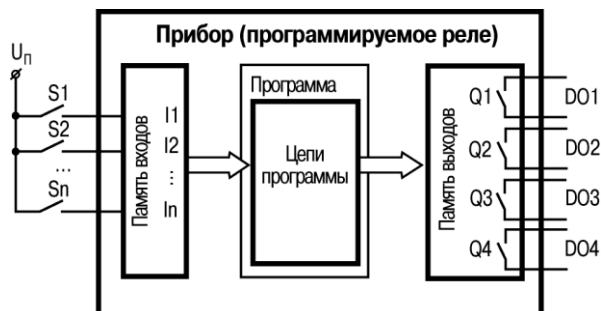 Прибор (программируемое реле)
Uп
S1
S2
...
Sn
Память входов
I1
I2
...
In
Программа
Цепи
программы
Память выходов
Q1
Q2
Q3
Q4
DO1
DO2
DO3
DO4